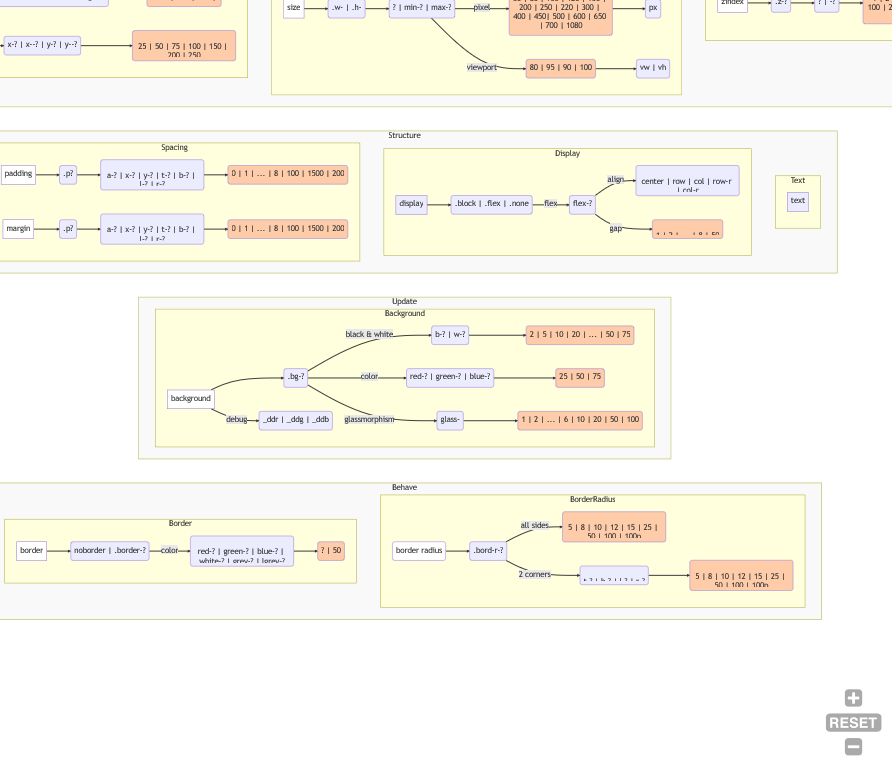 size
.w- | .h-
? | min-? | max-?
pixel
200 | 250 | 220 | 300 |
400 | 450| 500 | 600 | 650
| 700 | 1080
px
zindex
.z-?
? | -?
x-? | x--? | y-? | y--?
25 | 50 | 75 | 100 | 150 |
200 | 250
viewport
80 | 95 | 90 | 100
vw | vh
Structure
Spacing
padding
.p?
a-? | x-? | y-? | t-? | b-? |
l-? | r-?
0 | 1 | ... | 8 | 100 | 1500 | 200
margin
.p?
a-? | x-? | y-? | t-? | b-? |
l-? | r-?
0 | 1 | ... | 8 | 100 | 1500 | 200
Display
display
.block | .flex | .none
flex
flex-?
align
center | row | col | row-r
| col-r
gap
Text
text
Update
Background
background
.bg-?
black & white
b-? | w-?
2 | 5 | 10 | 20 | ... | 50 | 75
color
red-? | green-? | blue-?
25 | 50 | 75
debug
_ddr | _ddg | _ddb
glassmorphism
glass-
1 | 2 | ... | 6 | 10 | 20 | 50 | 100
Behave
Border
border
noborder | .border-?
color
red-? | green-? | blue-? |
white-? | grey-? | lgrey-?
? | 50
BorderRadius
border radius
.bord-r-?
all sides
5 | 8 | 10 | 12 | 15 | 25 |
50 | 100 | 100p
2 corners
5 | 8 | 10 | 12 | 15 | 25 |
50 | 100 | 100p
RESET